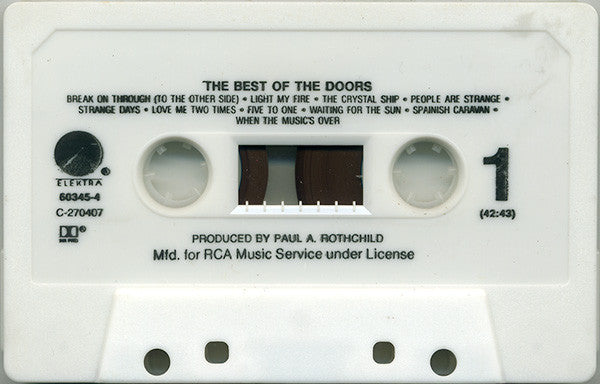 THE BEST OF THE DOORS
BREAK ON THROUGH (TO THE OTHER SIDE) • LIGHT MY FIRE • THE CRYSTAL SHIP • PEOPLE ARE STRANGE •
STRANGE DAYS • LOVE ME TWO TIMES • FIVE TO ONE • WAITING FOR THE SUN • SPAINISH CARAVAN •
WHEN THE MUSIC'S OVER
ELEKTRA
60345-4
C-270407
1
(42:43)
PRODUCED BY PAUL A. ROTHCHILD
Mfd. for RCA Music Service under License